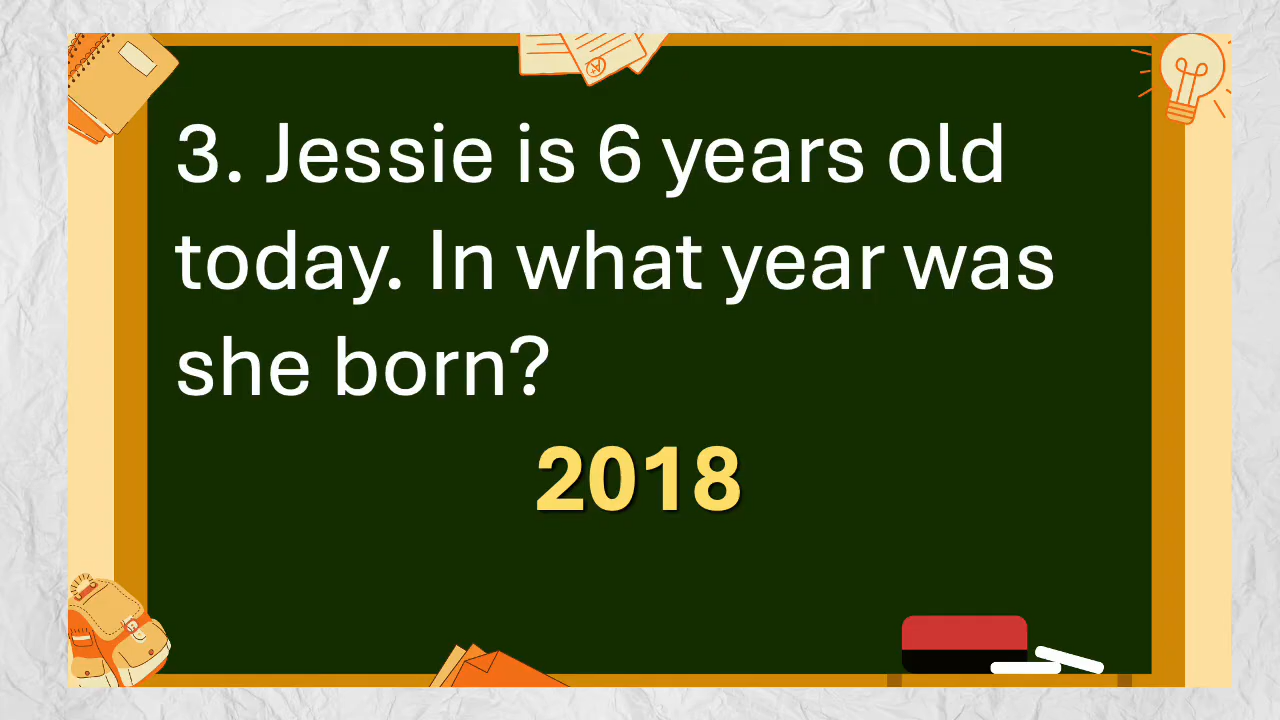 3. Jessie is 6 years old
today. In what year was
she born?
2018